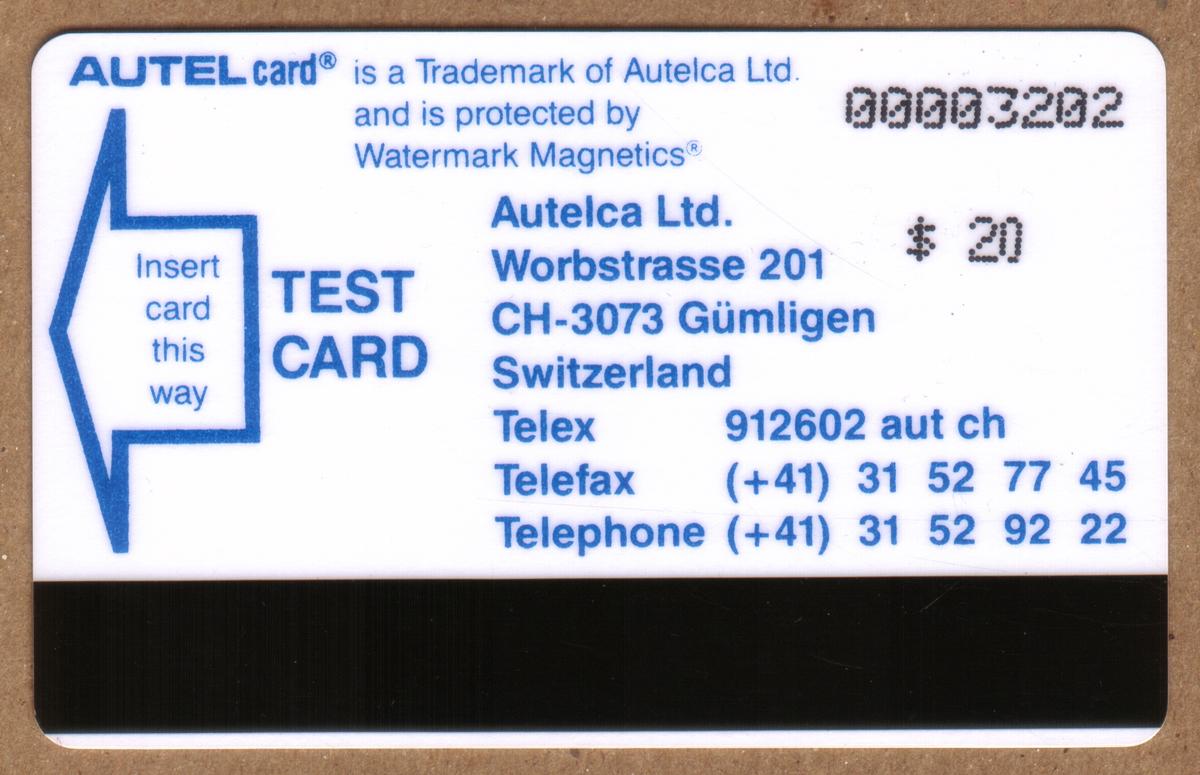 AUTELcard® is a Trademark of Autelca Ltd.
and is protected by
Watermark Magnetics®
00003202
$ 20
Insert
card
this
way
TEST
CARD
Autelca Ltd.
Worbstrasse 201
CH-3073 Gümligen
Switzerland
Telex 912602 aut ch
Telefax (+41) 31 52 77 45
Telephone (+41) 31 52 92 22